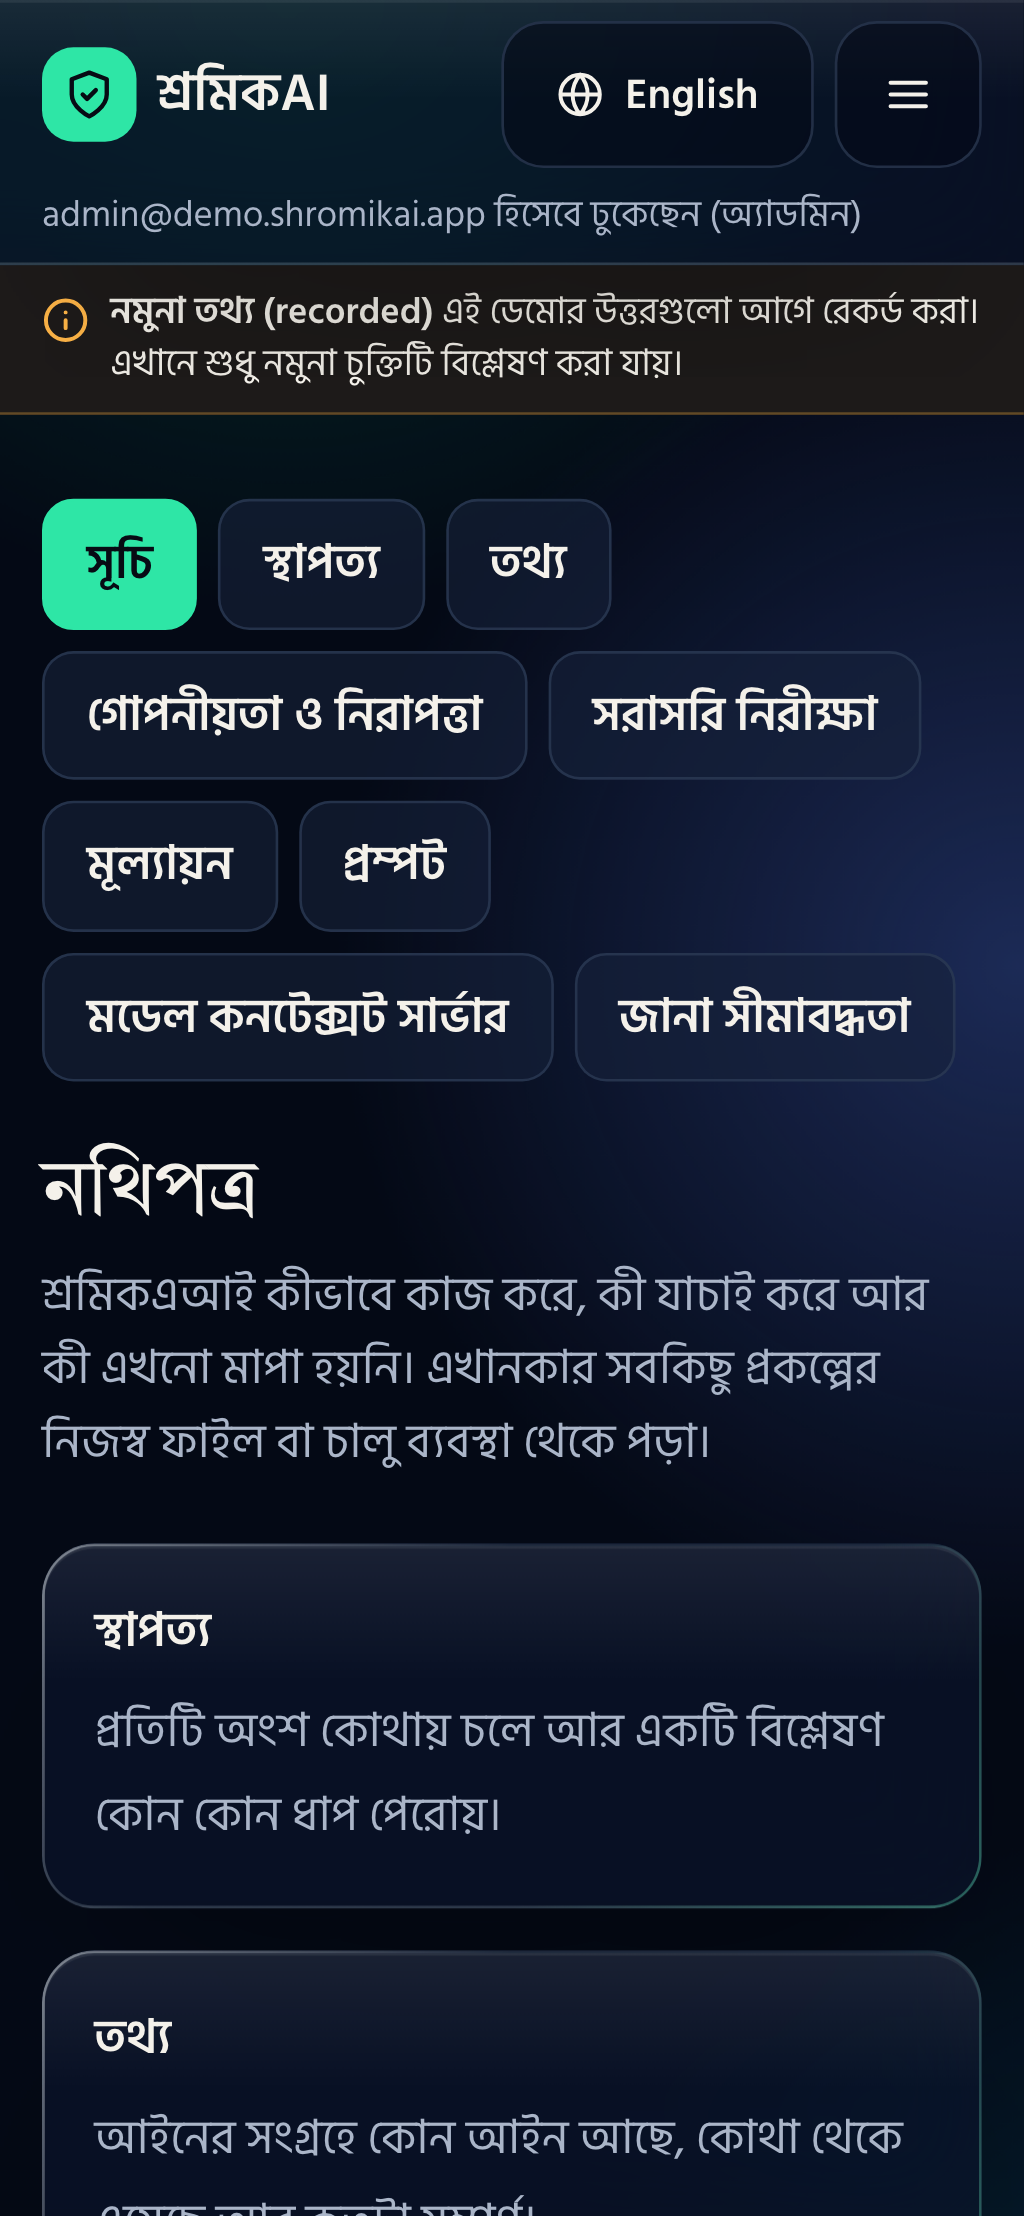 শ্রমিকAI
English
admin@demo.shromikai.app হিসেবে ঢুকেছেন (অ্যাডমিন)
নমুনা তথ্য (recorded) এই ডেমোর উত্তরগুলো আগে রেকর্ড করা।
এখানে শুধু নমুনা চুক্তিটি বিশ্লেষণ করা যায়।
সূচি স্থাপত্য তথ্য
গোপনীয়তা ও নিরাপত্তা সরাসরি নিরীক্ষা
মূল্যায়ন প্রম্পট
মডেল কনটেক্সট সার্ভার জানা সীমাবদ্ধতা
নথিপত্র
শ্রমিকএআই কীভাবে কাজ করে, কী যাচাই করে আর
কী এখনো মাপা হয়নি। এখানকার সবকিছু প্রকল্পের
নিজস্ব ফাইল বা চালু ব্যবস্থা থেকে পড়া।
স্থাপত্য
প্রতিটি অংশ কোথায় চলে আর একটি বিশ্লেষণ
কোন কোন ধাপ পেরোয়।
তথ্য
আইনের সংগ্রহে কোন আইন আছে, কোথা থেকে